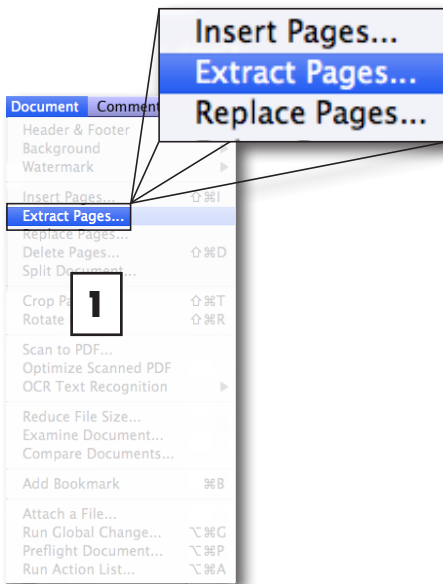 Insert Pages...
Extract Pages...
Replace Pages...
Document Commen
Header & Footer
Background
Watermark
Insert Pages... ⇧⌘I
Extract Pages...
Replace Pages...
Delete Pages... ⇧⌘D
Split Document...
1
Crop Pa ⇧⌘T
Rotate ⇧⌘R
Scan to PDF...
Optimize Scanned PDF
OCR Text Recognition
Reduce File Size...
Examine Document...
Compare Documents...
Add Bookmark ⌘B
Attach a File...
Run Global Change... ⌥⌘G
Preflight Document... ⌥⌘P
Run Action List... ⌥⌘A